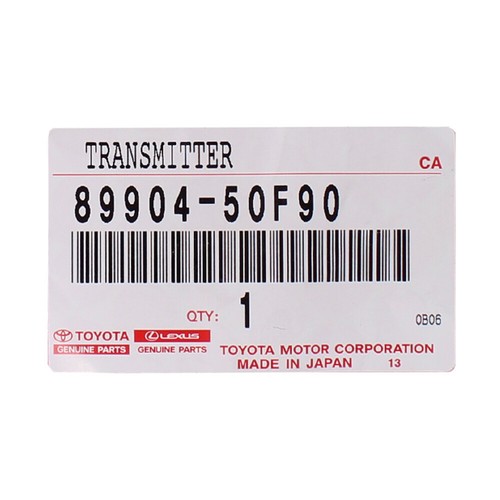 TRANSMITTER
CA
89904-50F90
QTY: 1
0B06
TOYOTA
GENUINE PARTS
LEXUS
GENUINE PARTS
TOYOTA MOTOR CORPORATION
MADE IN JAPAN 13